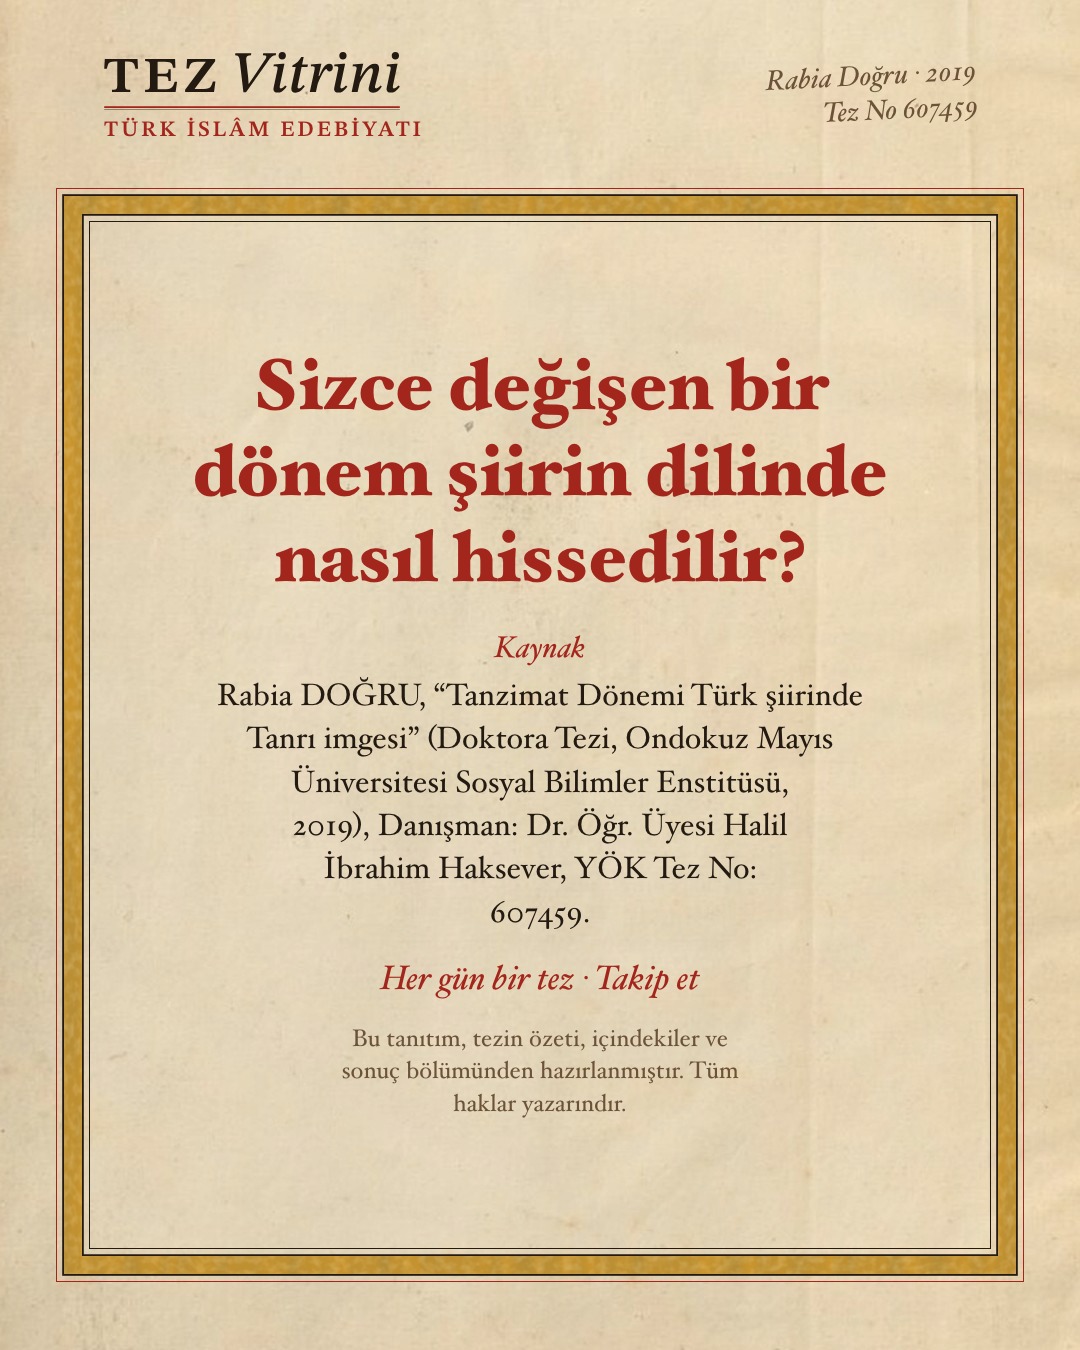 TEZ Vitrini
TÜRK İSLÂM EDEBİYATI
Rabia Doğru · 2019
Tez No 607459
Sizce değişen bir
dönem şiirin dilinde
nasıl hissedilir?
Kaynak
Rabia DOĞRU, “Tanzimat Dönemi Türk şiirinde
Tanrı imgesi” (Doktora Tezi, Ondokuz Mayıs
Üniversitesi Sosyal Bilimler Enstitüsü,
2019), Danışman: Dr. Öğr. Üyesi Halil
İbrahim Haksever, YÖK Tez No:
607459.
Her gün bir tez · Takip et
Bu tanıtım, tezin özeti, içindekiler ve
sonuç bölümünden hazırlanmıştır. Tüm
haklar yazarındır.